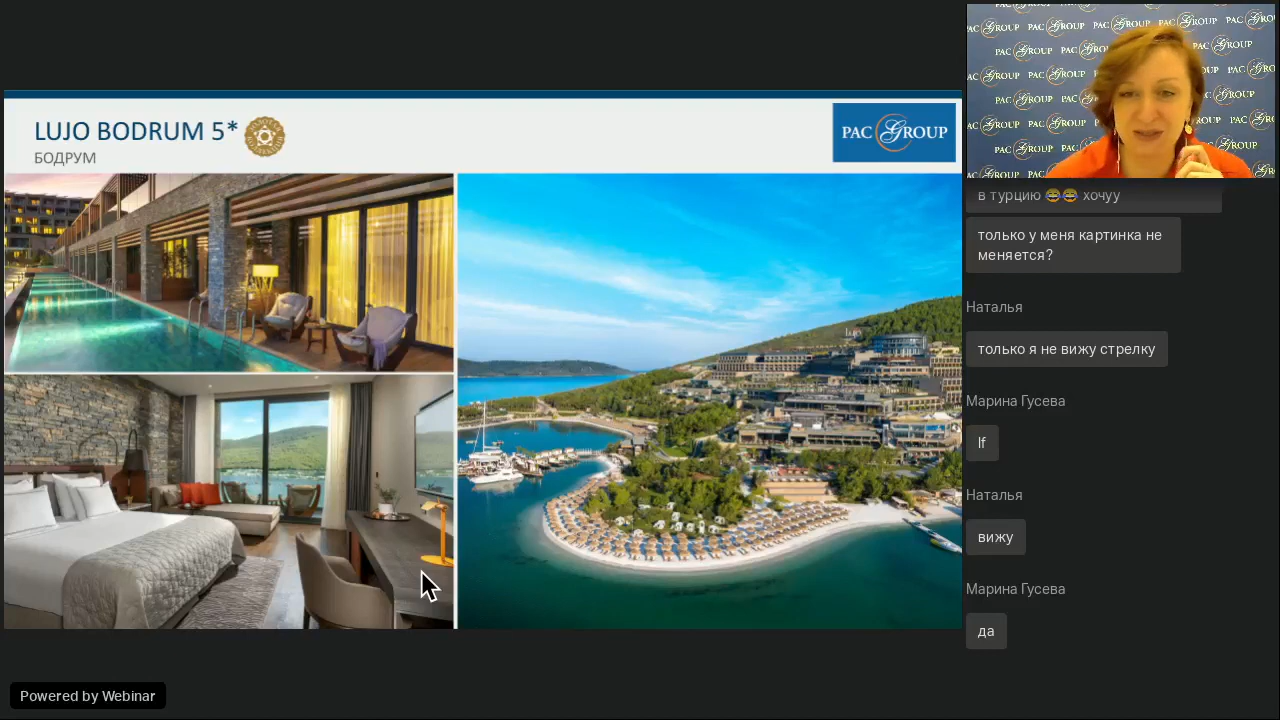 LUJO BODRUM 5*
БОДРУМ
PAC GROUP
в турцию 😂😂 хочуу
только у меня картинка не
меняется?
Наталья
только я не вижу стрелку
Марина Гусева
lf
Наталья
вижу
Марина Гусева
да
Powered by Webinar